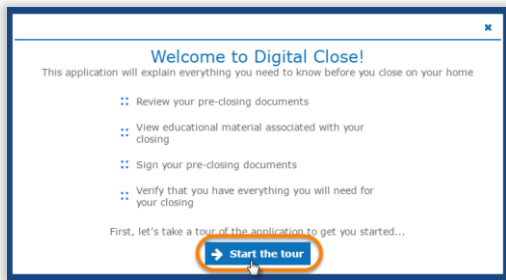 Welcome to Digital Close!
This application will explain everything you need to know before you close on your home
Review your pre-closing documents
View educational material associated with your
closing
Sign your pre-closing documents
Verify that you have everything you will need for
your closing
First, let's take a tour of the application to get you started...
Start the tour